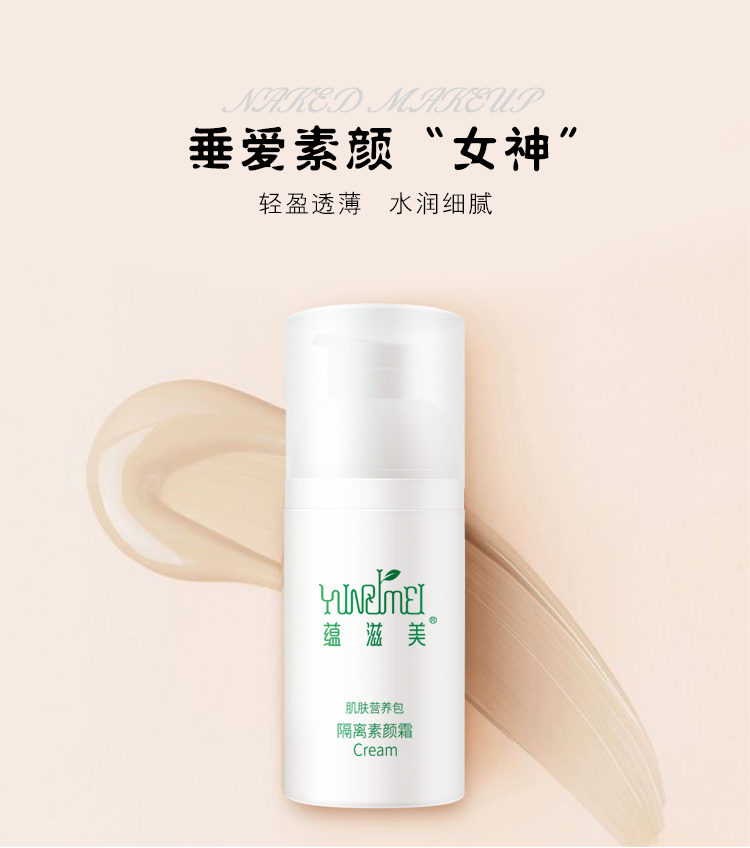 NAKED MAKEUP
垂爱素颜“女神”
轻盈透薄 水润细腻
YUNZIMEI
蕴滋美®
肌肤营养包
隔离素颜霜
Cream